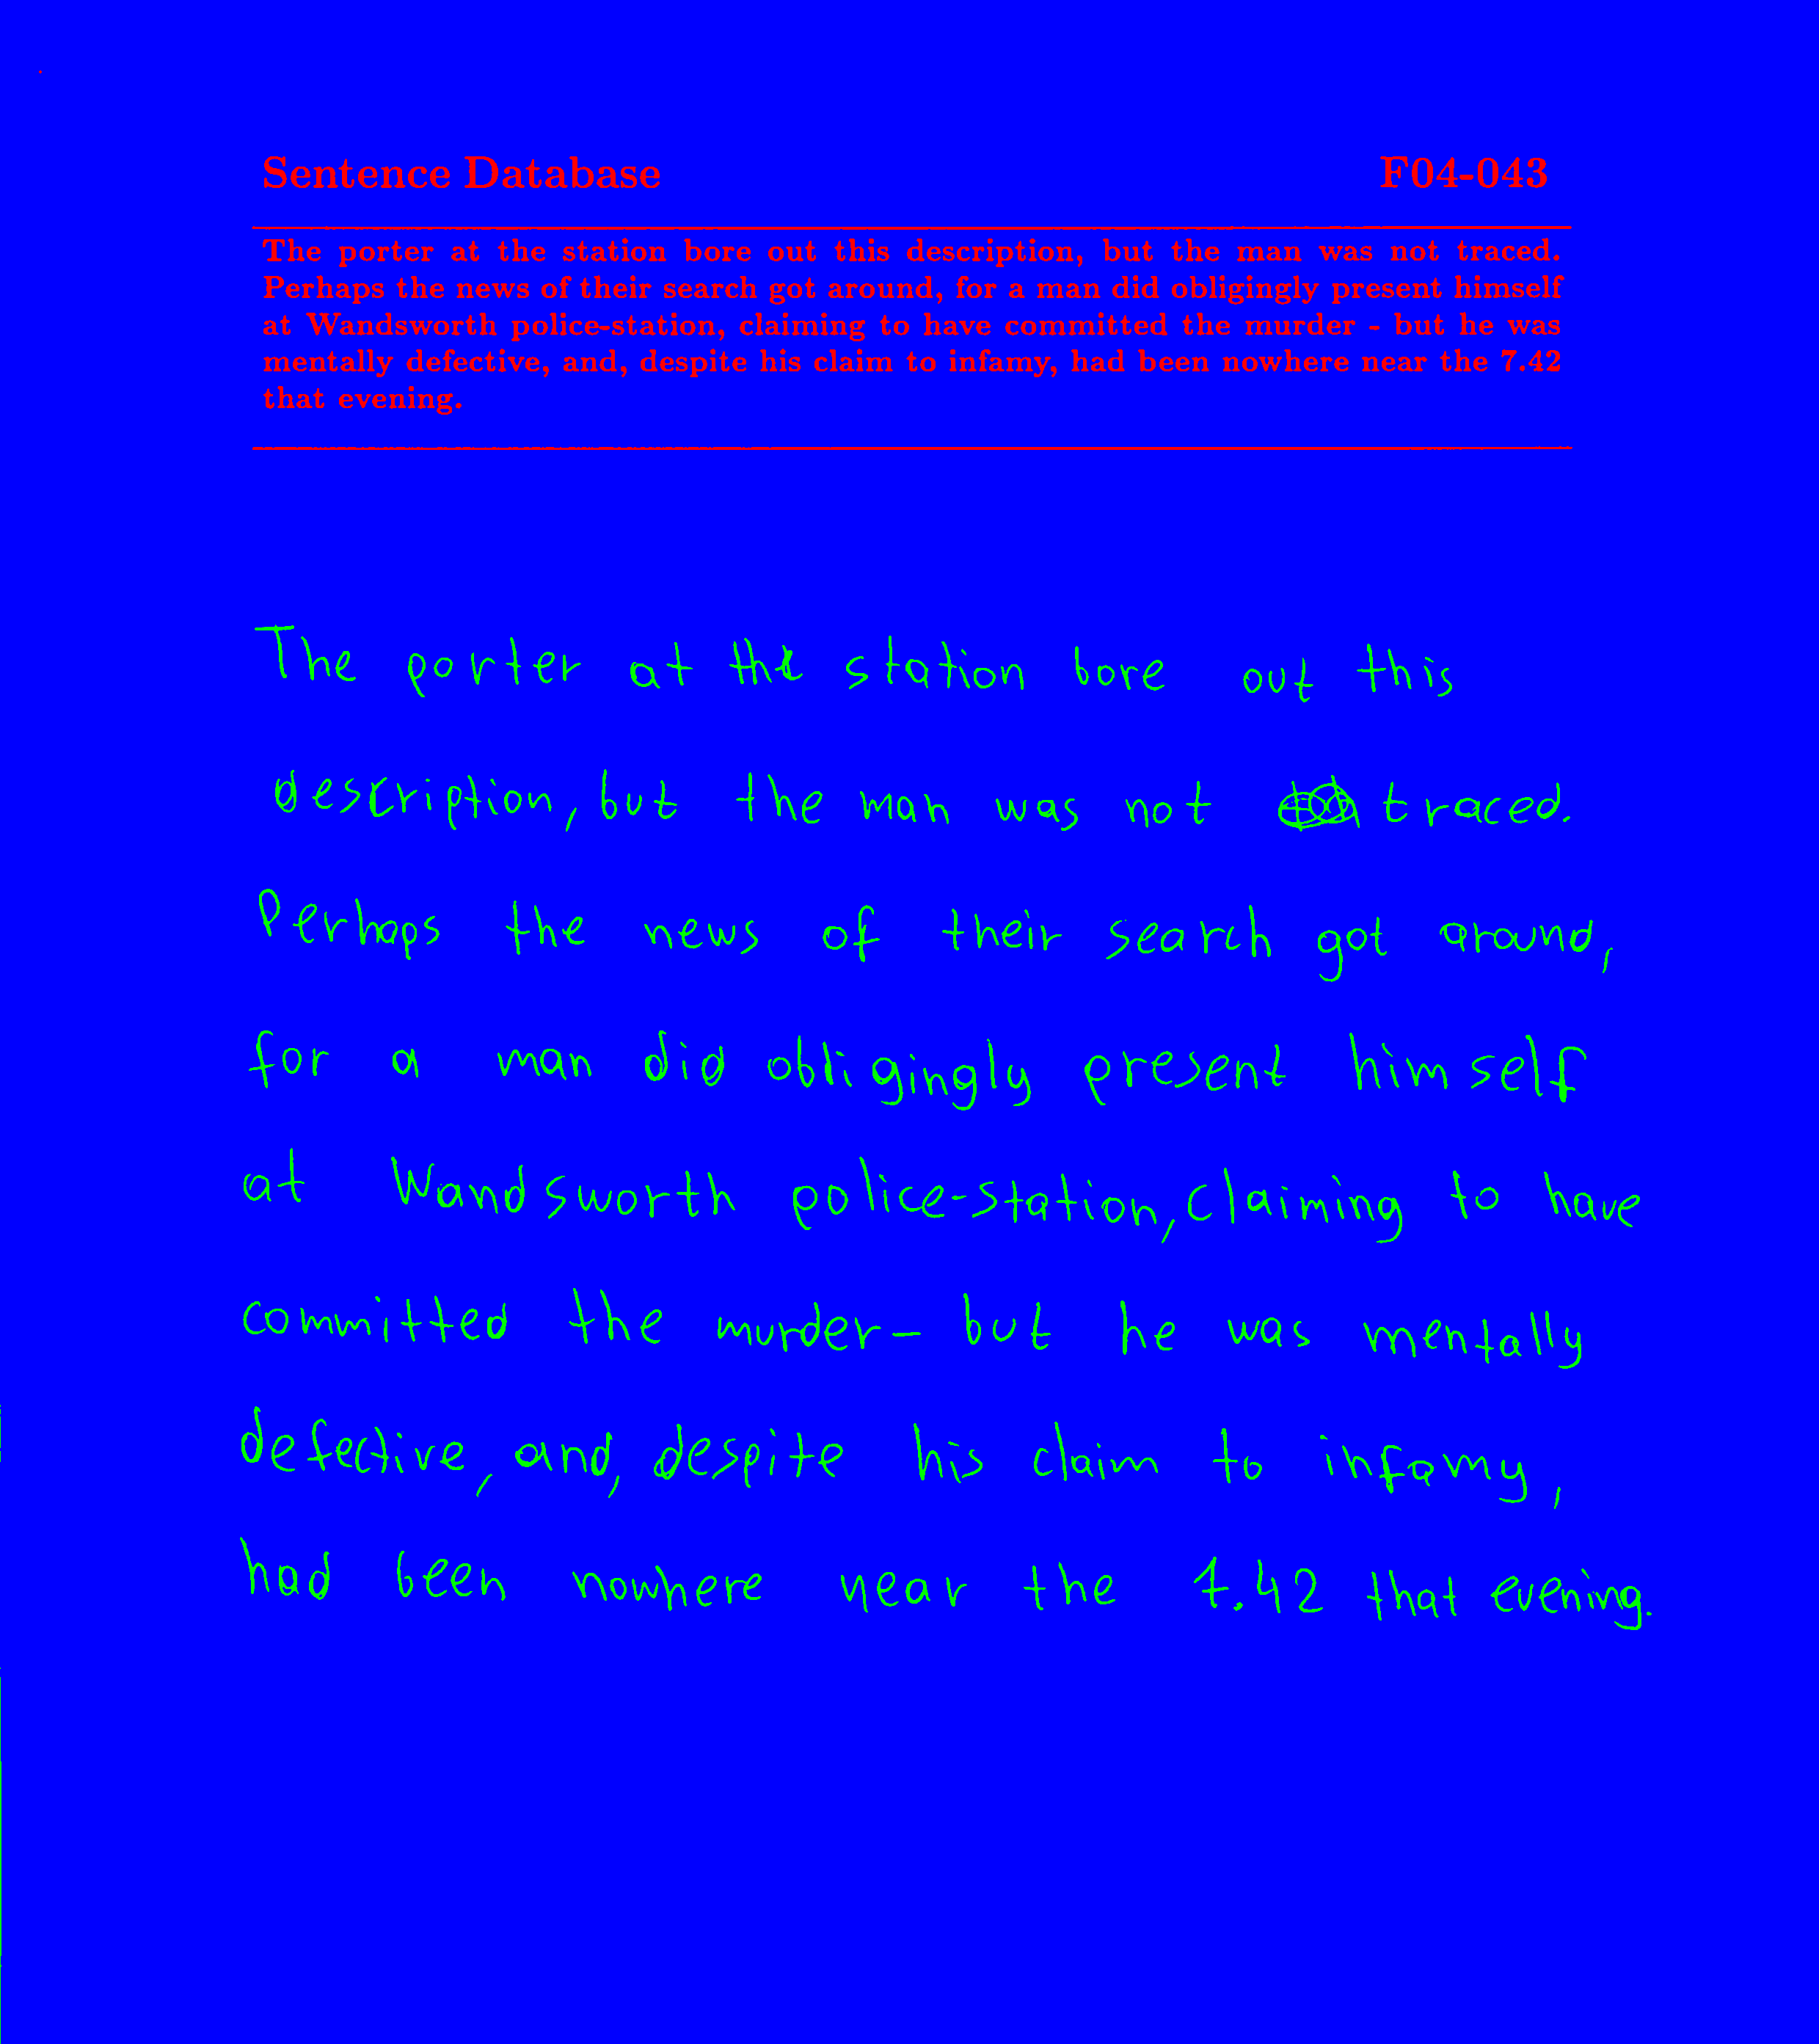 Sentence Database F04-043
The porter at the station bore out this description, but the man was not traced.
Perhaps the news of their search got around, for a man did obligingly present himself
at Wandsworth police-station, claiming to have committed the murder - but he was
mentally defective, and, despite his claim to infamy, had been nowhere near the 7.42
that evening.
The porter at the station bore out this
description, but the man was not traced.
Perhaps the news of their search got around,
for a man did obligingly present himself
at Wandsworth police-station, claiming to have
committed the murder - but he was mentally
defective, and, despite his claim to infamy,
had been nowhere near the 7.42 that evening.